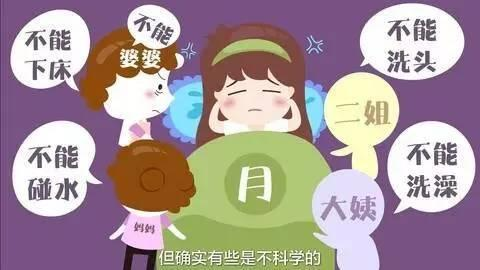 不能
下床
不能
婆婆
不能
洗头
二姐
不能
碰水
月
不能
洗澡
大姨
妈妈
但确实有些是不科学的